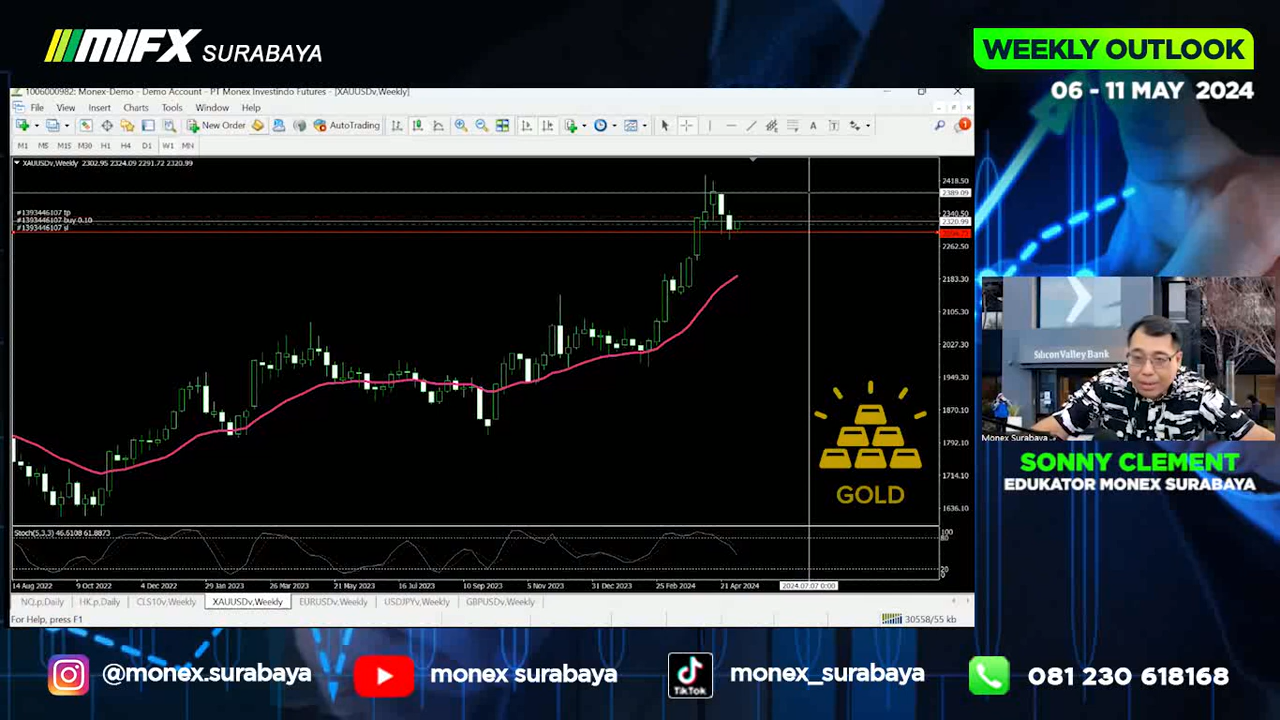 MIFX SURABAYA
WEEKLY OUTLOOK
06 - 11 MAY 2024
1006000982: Monex-Demo - Demo Account - PT Monex Investindo Futures - [XAUUSDv,Weekly]
File View Insert Charts Tools Window Help
New Order AutoTrading
M1 M5 M15 M30 H1 H4 D1 W1 MN
XAUUSDv,Weekly 2302.95 2324.09 2291.72 2320.99
#1393446107 tp
#1393446107 buy 0.10
#1393446107 sl
2418.50
2389.09
2340.50
2320.99
2262.50
2183.30
2105.30
2027.30
1949.30
1870.10
1792.10
1714.10
1636.10
GOLD
Stoch(5,3,3) 46.5108 61.8873
100
80
20
0
14 Aug 2022 9 Oct 2022 4 Dec 2022 29 Jan 2023 26 Mar 2023 21 May 2023 16 Jul 2023 10 Sep 2023 5 Nov 2023 31 Dec 2023 25 Feb 2024 21 Apr 2024 2024.07.07 0:00
NQ.p,Daily HK.p,Daily CLS10v,Weekly XAUUSDv,Weekly EURUSDv,Weekly USDJPYv,Weekly GBPUSDv,Weekly
For Help, press F1 30558/55 kb
Silicon Valley Bank
Monex Surabaya
SONNY CLEMENT
EDUKATOR MONEX SURABAYA
@monex.surabaya monex surabaya TikTok monex_surabaya 081 230 618168